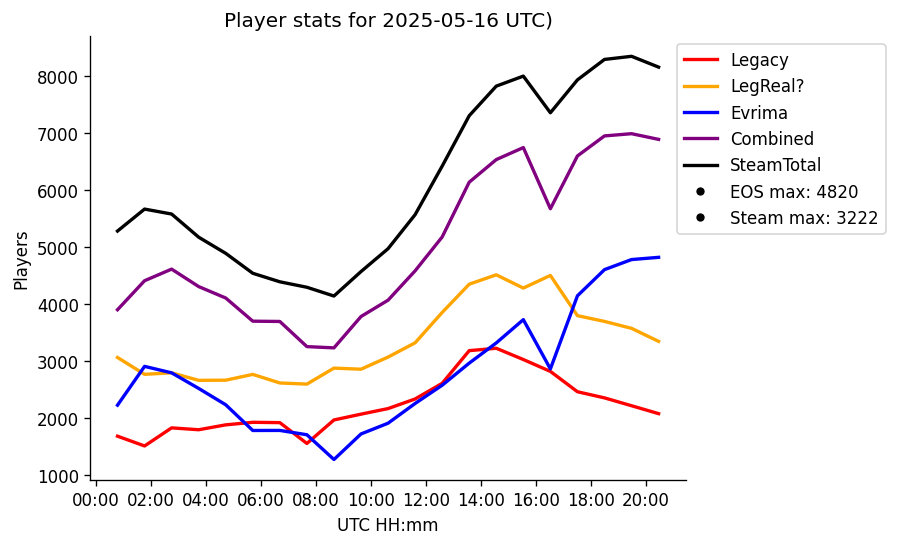 Player stats for 2025-05-16 UTC)
Legacy
LegReal?
Evrima
Combined
SteamTotal
EOS max: 4820
Steam max: 3222
Players
8000
7000
6000
5000
4000
3000
2000
1000
00:00 02:00 04:00 06:00 08:00 10:00 12:00 14:00 16:00 18:00 20:00
UTC HH:mm